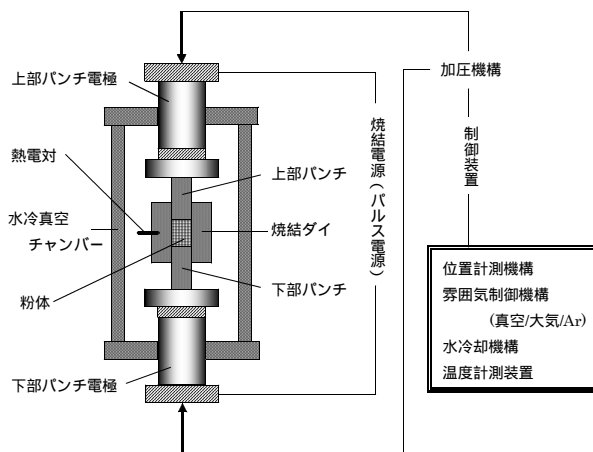 上部パンチ電極
熱電対
水冷真空
チャンバー
粉体
下部パンチ電極
上部パンチ
焼結ダイ
下部パンチ
焼結電源(パルス電源)
加圧機構
制御装置
位置計測機構
雰囲気制御機構
(真空/大気/Ar)
水冷却機構
温度計測装置